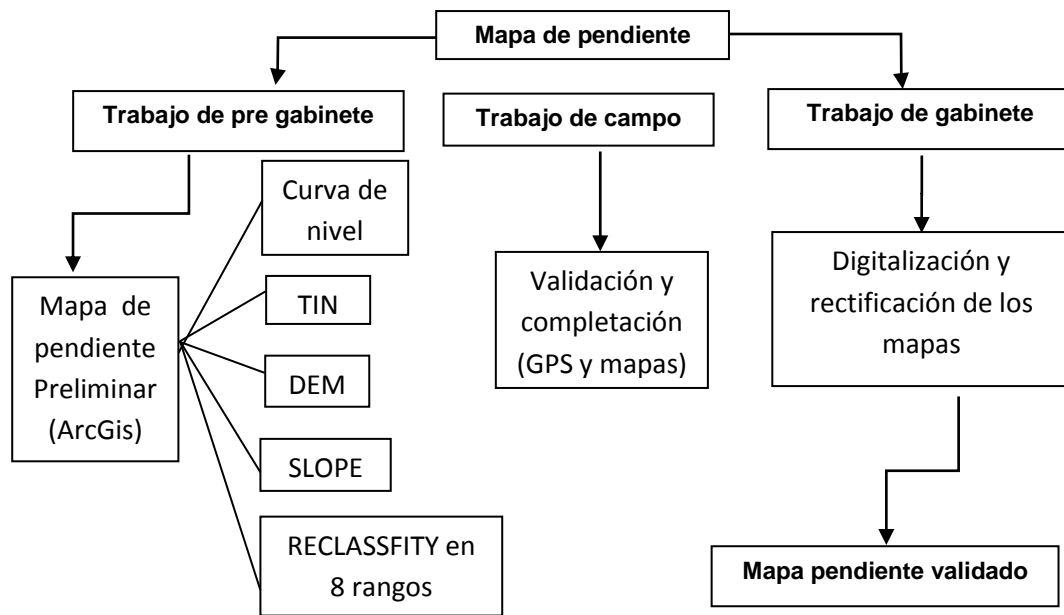 Mapa de pendiente
Trabajo de pre gabinete
Trabajo de campo
Trabajo de gabinete
Curva de
nivel
Mapa de
pendiente
Preliminar
(ArcGis)
TIN
DEM
SLOPE
RECLASSFITY en
8 rangos
Validación y
completación
(GPS y mapas)
Digitalización y
rectificación de los
mapas
Mapa pendiente validado